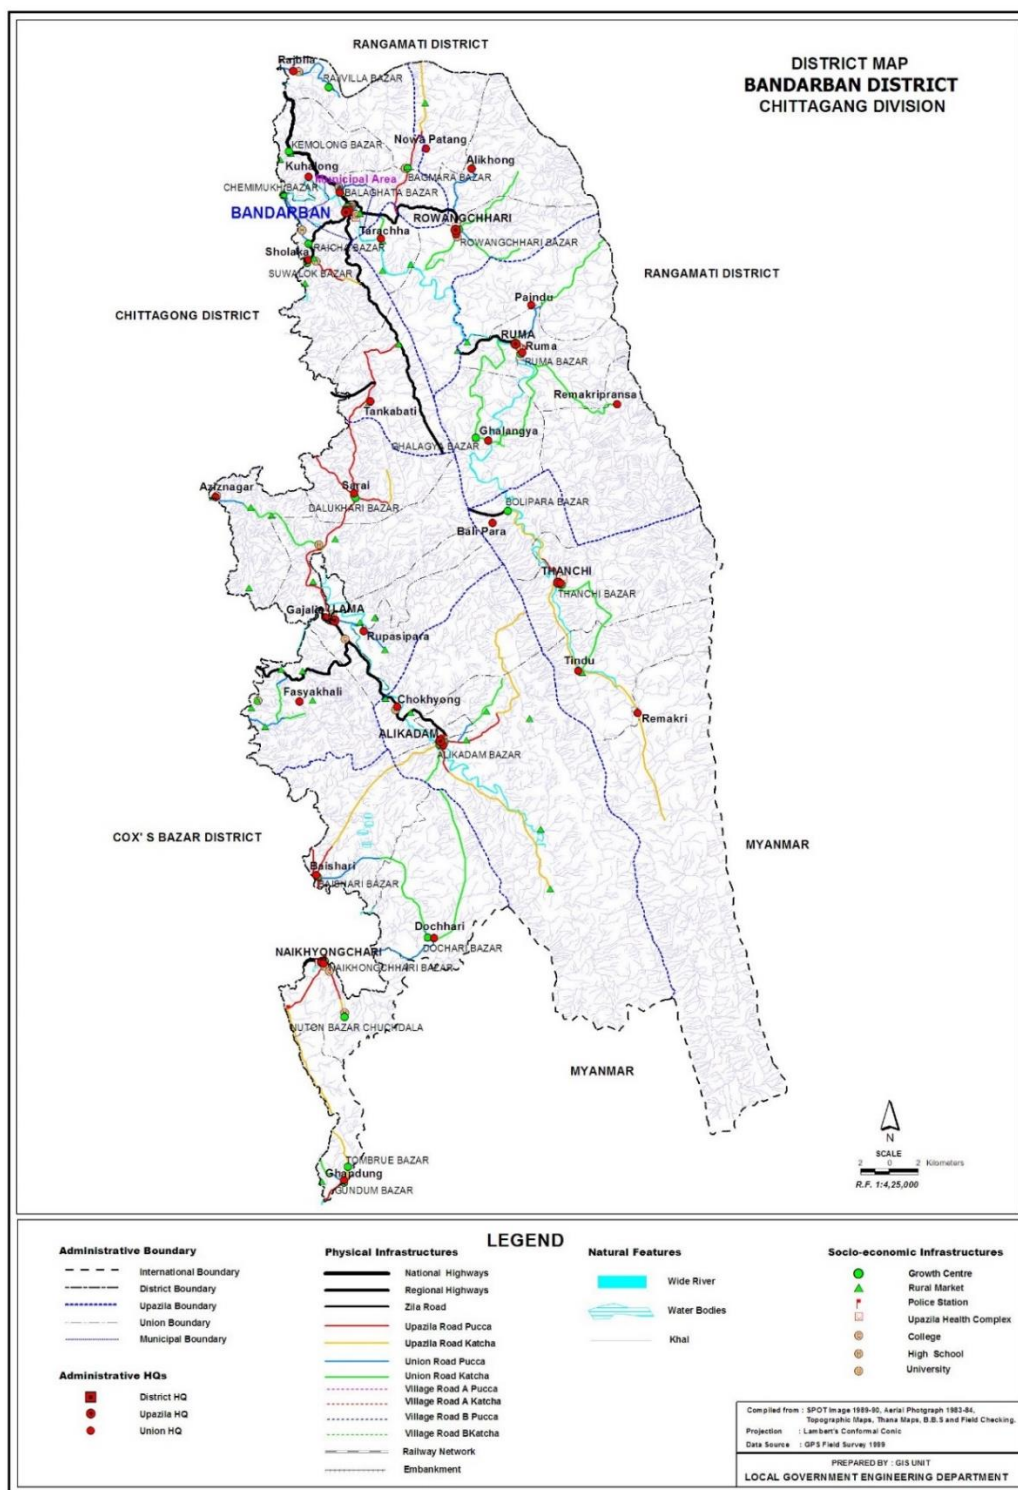 RANGAMATI DISTRICT
DISTRICT MAP
BANDARBAN DISTRICT
CHITTAGANG DIVISION
Rajbila
RAJVILLA BAZAR
Nowa Patang
KEMOLONG BAZAR
Alikhong
Kuhalong
BAGMARA BAZAR
Municipal Area
CHEMIMUKH BAZAR
BALAGHATA BAZAR
BANDARBAN
ROWANGCHHARI
Tarachha
ROWANGCHHARI BAZAR
RAICHA BAZAR
Sholaka
SUWALOK BAZAR
RANGAMATI DISTRICT
Paindu
CHITTAGONG DISTRICT
RUMA
Ruma
RUMA BAZAR
Remakripransa
Tankabati
Ghalangya
GHALAGYA BAZAR
Sarai
Aziznagar
DALUKHARI BAZAR
BOLIPARA BAZAR
Bali Para
THANCHI
THANCHI BAZAR
Gajalia
LAMA
Rupasipara
Tindu
Fasyakhali
Chokhyong
Remakri
ALIKADAM
ALIKADAM BAZAR
COX' S BAZAR DISTRICT
MYANMAR
Baishari
BAISHARI BAZAR
Dochhari
DOCHARI BAZAR
NAIKHYONGCHARI
NAIKHONGCHHARI BAZAR
NUTON BAZAR CHUCHDALA
MYANMAR
TOMBRUE BAZAR
Ghandung
GUNDUM BAZAR
N
SCALE
2 0 2 Kilometers
R.F. 1:4,25,000
LEGEND
Administrative Boundary
International Boundary
District Boundary
Upazila Boundary
Union Boundary
Municipal Boundary
Administrative HQs
District HQ
Upazila HQ
Union HQ
Physical Infrastructures
National Highways
Regional Highways
Zila Road
Upazila Road Pucca
Upazila Road Katcha
Union Road Pucca
Union Road Katcha
Village Road A Pucca
Village Road A Katcha
Village Road B Pucca
Village Road BKatcha
Railway Network
Embankment
Natural Features
Wide River
Water Bodies
Khal
Socio-economic Infrastructures
Growth Centre
Rural Market
Police Station
Upazila Health Complex
College
High School
University
Compiled from : SPOT Image 1989-90, Aerial Photgraph 1983-84,
Topographic Maps, Thana Maps, B.B.S and Field Checking.
Projection : Lambert's Conformal Conic
Data Source : GPS Field Survey 1999
PREPARED BY : GIS UNIT
LOCAL GOVERNMENT ENGINEERING DEPARTMENT